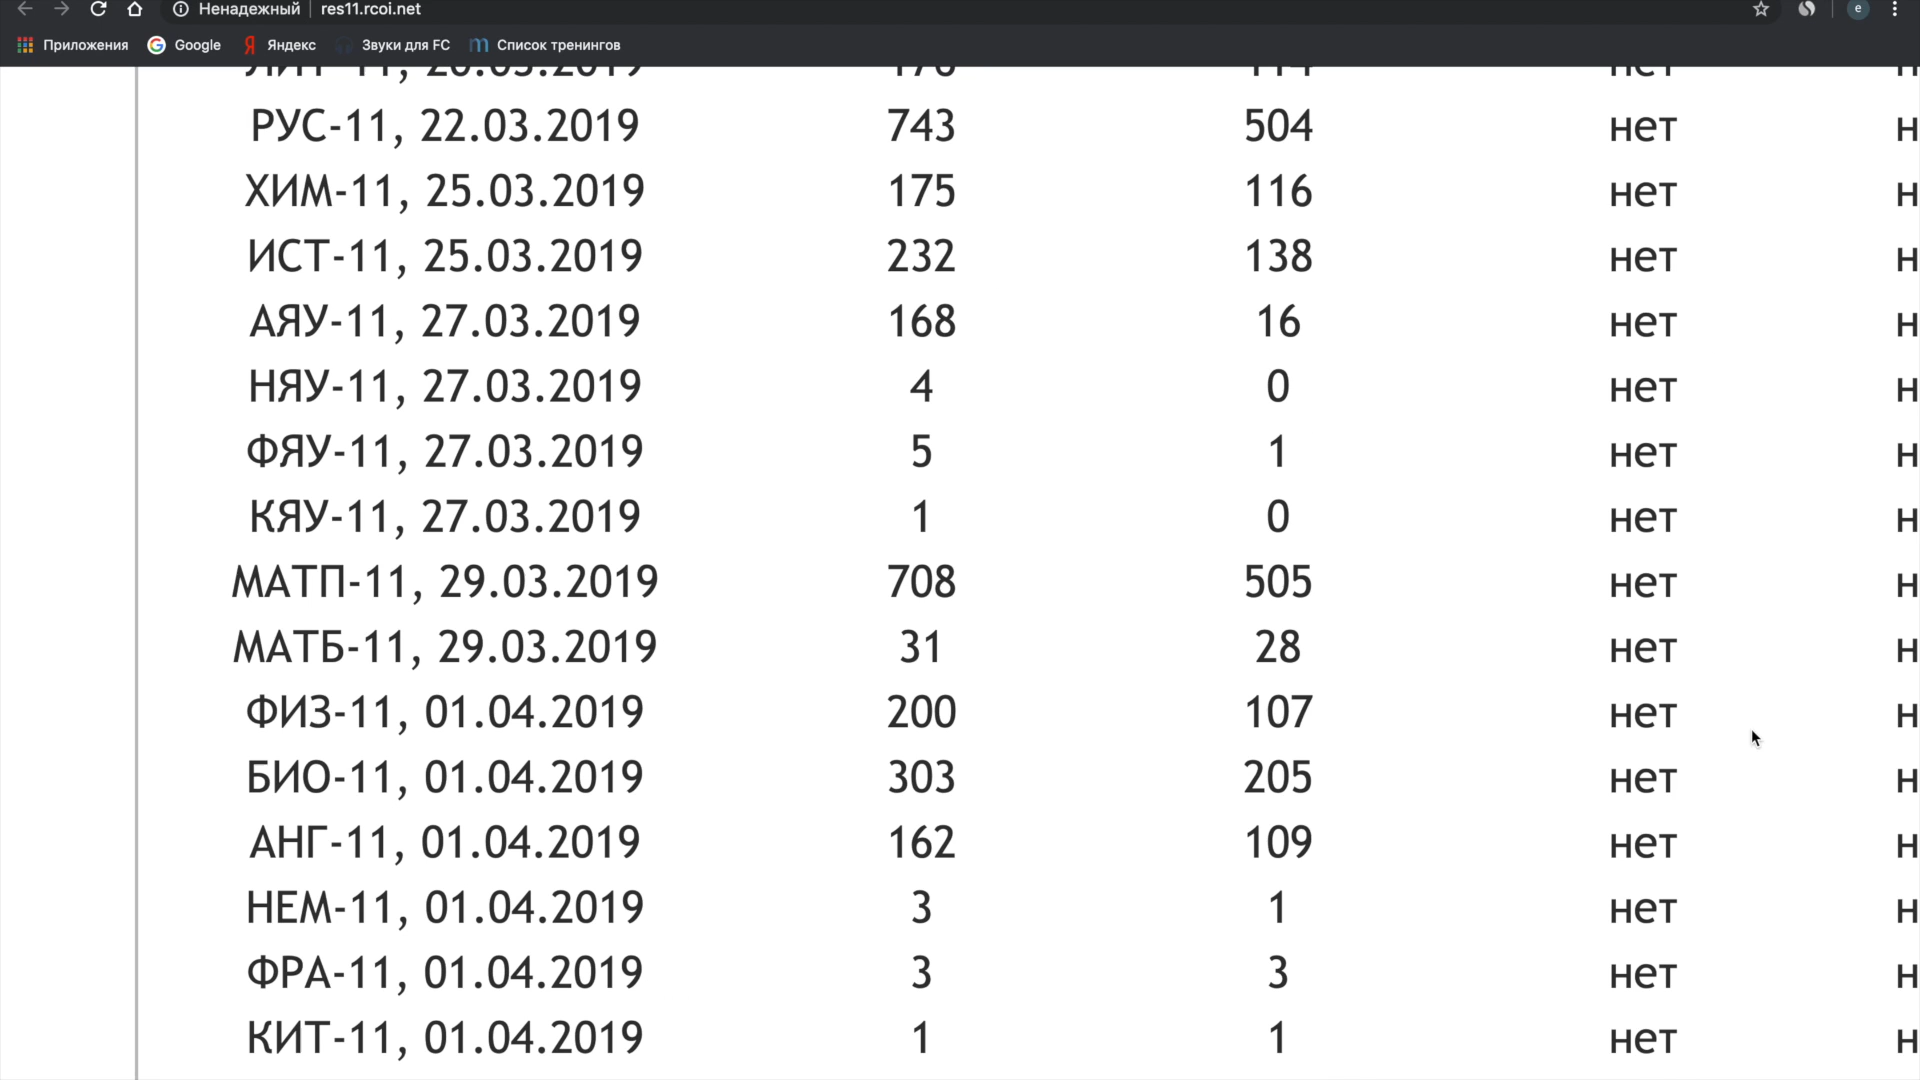 Ненадежный res11.rcoi.net e
Приложения Google Яндекс Звуки для FC Список тренингов
РУС-11, 22.03.2019 743 504 нет н
ХИМ-11, 25.03.2019 175 116 нет н
ИСТ-11, 25.03.2019 232 138 нет н
АЯУ-11, 27.03.2019 168 16 нет н
НЯУ-11, 27.03.2019 4 0 нет н
ФЯУ-11, 27.03.2019 5 1 нет н
КЯУ-11, 27.03.2019 1 0 нет н
МАТП-11, 29.03.2019 708 505 нет н
МАТБ-11, 29.03.2019 31 28 нет н
ФИЗ-11, 01.04.2019 200 107 нет н
БИО-11, 01.04.2019 303 205 нет н
АНГ-11, 01.04.2019 162 109 нет н
НЕМ-11, 01.04.2019 3 1 нет н
ФРА-11, 01.04.2019 3 3 нет н
КИТ-11, 01.04.2019 1 1 нет н